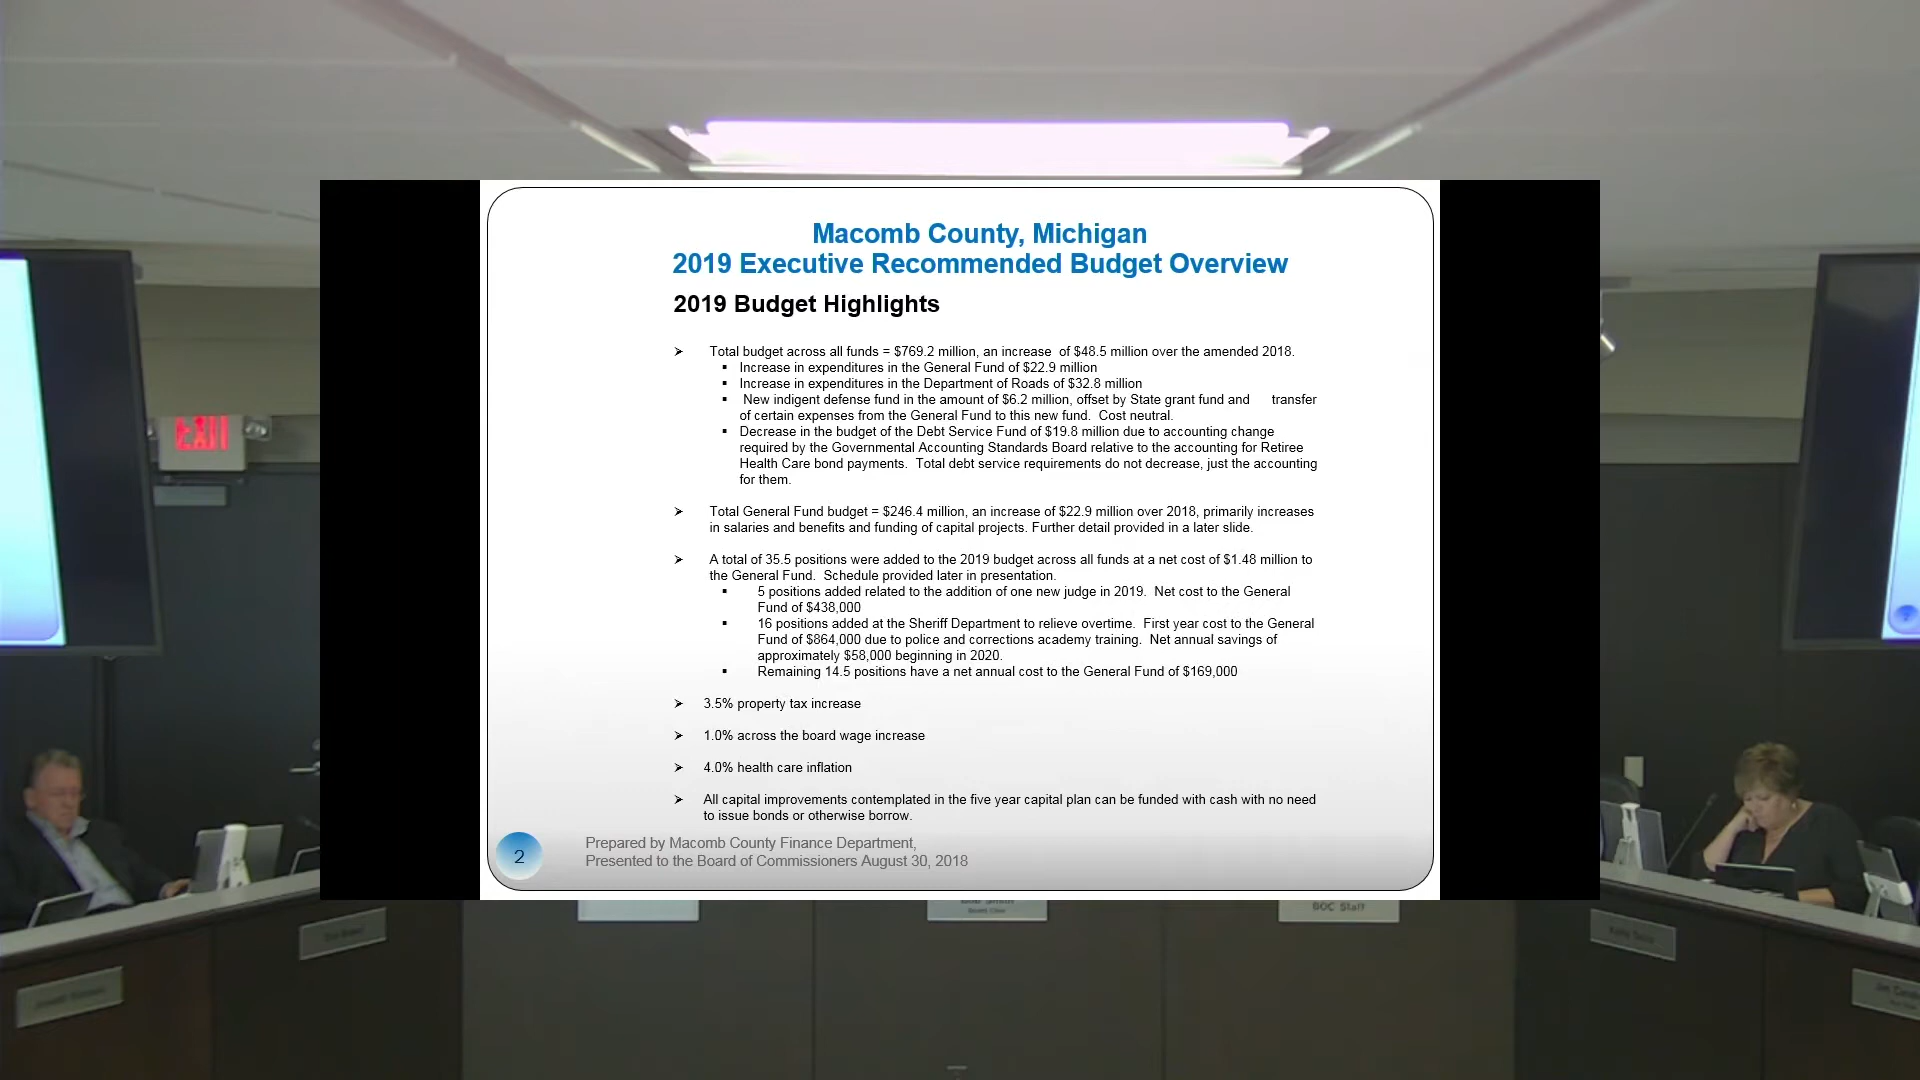 Macomb County, Michigan
2019 Executive Recommended Budget Overview
2019 Budget Highlights
➢ Total budget across all funds = $769.2 million, an increase of $48.5 million over the amended 2018.
▪ Increase in expenditures in the General Fund of $22.9 million
▪ Increase in expenditures in the Department of Roads of $32.8 million
▪ New indigent defense fund in the amount of $6.2 million, offset by State grant fund and transfer
of certain expenses from the General Fund to this new fund. Cost neutral.
▪ Decrease in the budget of the Debt Service Fund of $19.8 million due to accounting change
required by the Governmental Accounting Standards Board relative to the accounting for Retiree
Health Care bond payments. Total debt service requirements do not decrease, just the accounting
for them.
➢ Total General Fund budget = $246.4 million, an increase of $22.9 million over 2018, primarily increases
in salaries and benefits and funding of capital projects. Further detail provided in a later slide.
➢ A total of 35.5 positions were added to the 2019 budget across all funds at a net cost of $1.48 million to
the General Fund. Schedule provided later in presentation.
▪ 5 positions added related to the addition of one new judge in 2019. Net cost to the General
Fund of $438,000
▪ 16 positions added at the Sheriff Department to relieve overtime. First year cost to the General
Fund of $864,000 due to police and corrections academy training. Net annual savings of
approximately $58,000 beginning in 2020.
▪ Remaining 14.5 positions have a net annual cost to the General Fund of $169,000
➢ 3.5% property tax increase
➢ 1.0% across the board wage increase
➢ 4.0% health care inflation
➢ All capital improvements contemplated in the five year capital plan can be funded with cash with no need
to issue bonds or otherwise borrow.
2
Prepared by Macomb County Finance Department,
Presented to the Board of Commissioners August 30, 2018
EXIT
BOC Staff